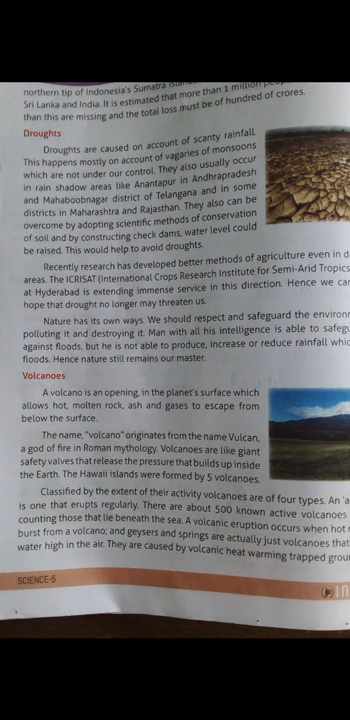 northern tip of Indonesia's Sumatra
Sri Lanka and India. It is estimated that more than 1 million
than this are missing and the total loss must be of hundred of crores.
Droughts
Droughts are caused on account of scanty rainfall.
This happens mostly on account of vagaries of monsoons
which are not under our control. They also usually occur
in rain shadow areas like Anantapur in Andhrapradesh
and Mahaboobnagar district of Telangana and in some
districts in Maharashtra and Rajasthan. They also can be
overcome by adopting scientific methods of conservation
of soil and by constructing check dams, water level could
be raised. This would help to avoid droughts.
Recently research has developed better methods of agriculture even in d
areas. The ICRISAT (International Crops Research Institute for Semi-Arid Tropics
at Hyderabad is extending immense service in this direction. Hence we can
hope that drought no longer may threaten us.
Nature has its own ways. We should respect and safeguard the environm
polluting it and destroying it. Man with all his intelligence is able to safegu
against floods, but he is not able to produce, increase or reduce rainfall whic
floods. Hence nature still remains our master.
Volcanoes
A volcano is an opening, in the planet's surface which
allows hot, molten rock, ash and gases to escape from
below the surface.
The name, "volcano" originates from the name Vulcan,
a god of fire in Roman mythology. Volcanoes are like giant
safety valves that release the pressure that builds up inside
the Earth. The Hawaii islands were formed by 5 volcanoes.
Classified by the extent of their activity volcanoes are of four types. An 'a
is one that erupts regularly. There are about 500 known active volcanoes
counting those that lie beneath the sea. A volcanic eruption occurs when hot
burst from a volcano; and geysers and springs are actually just volcanoes that
water high in the air. They are caused by volcanic heat warming trapped grou
SCIENCE-5
IN